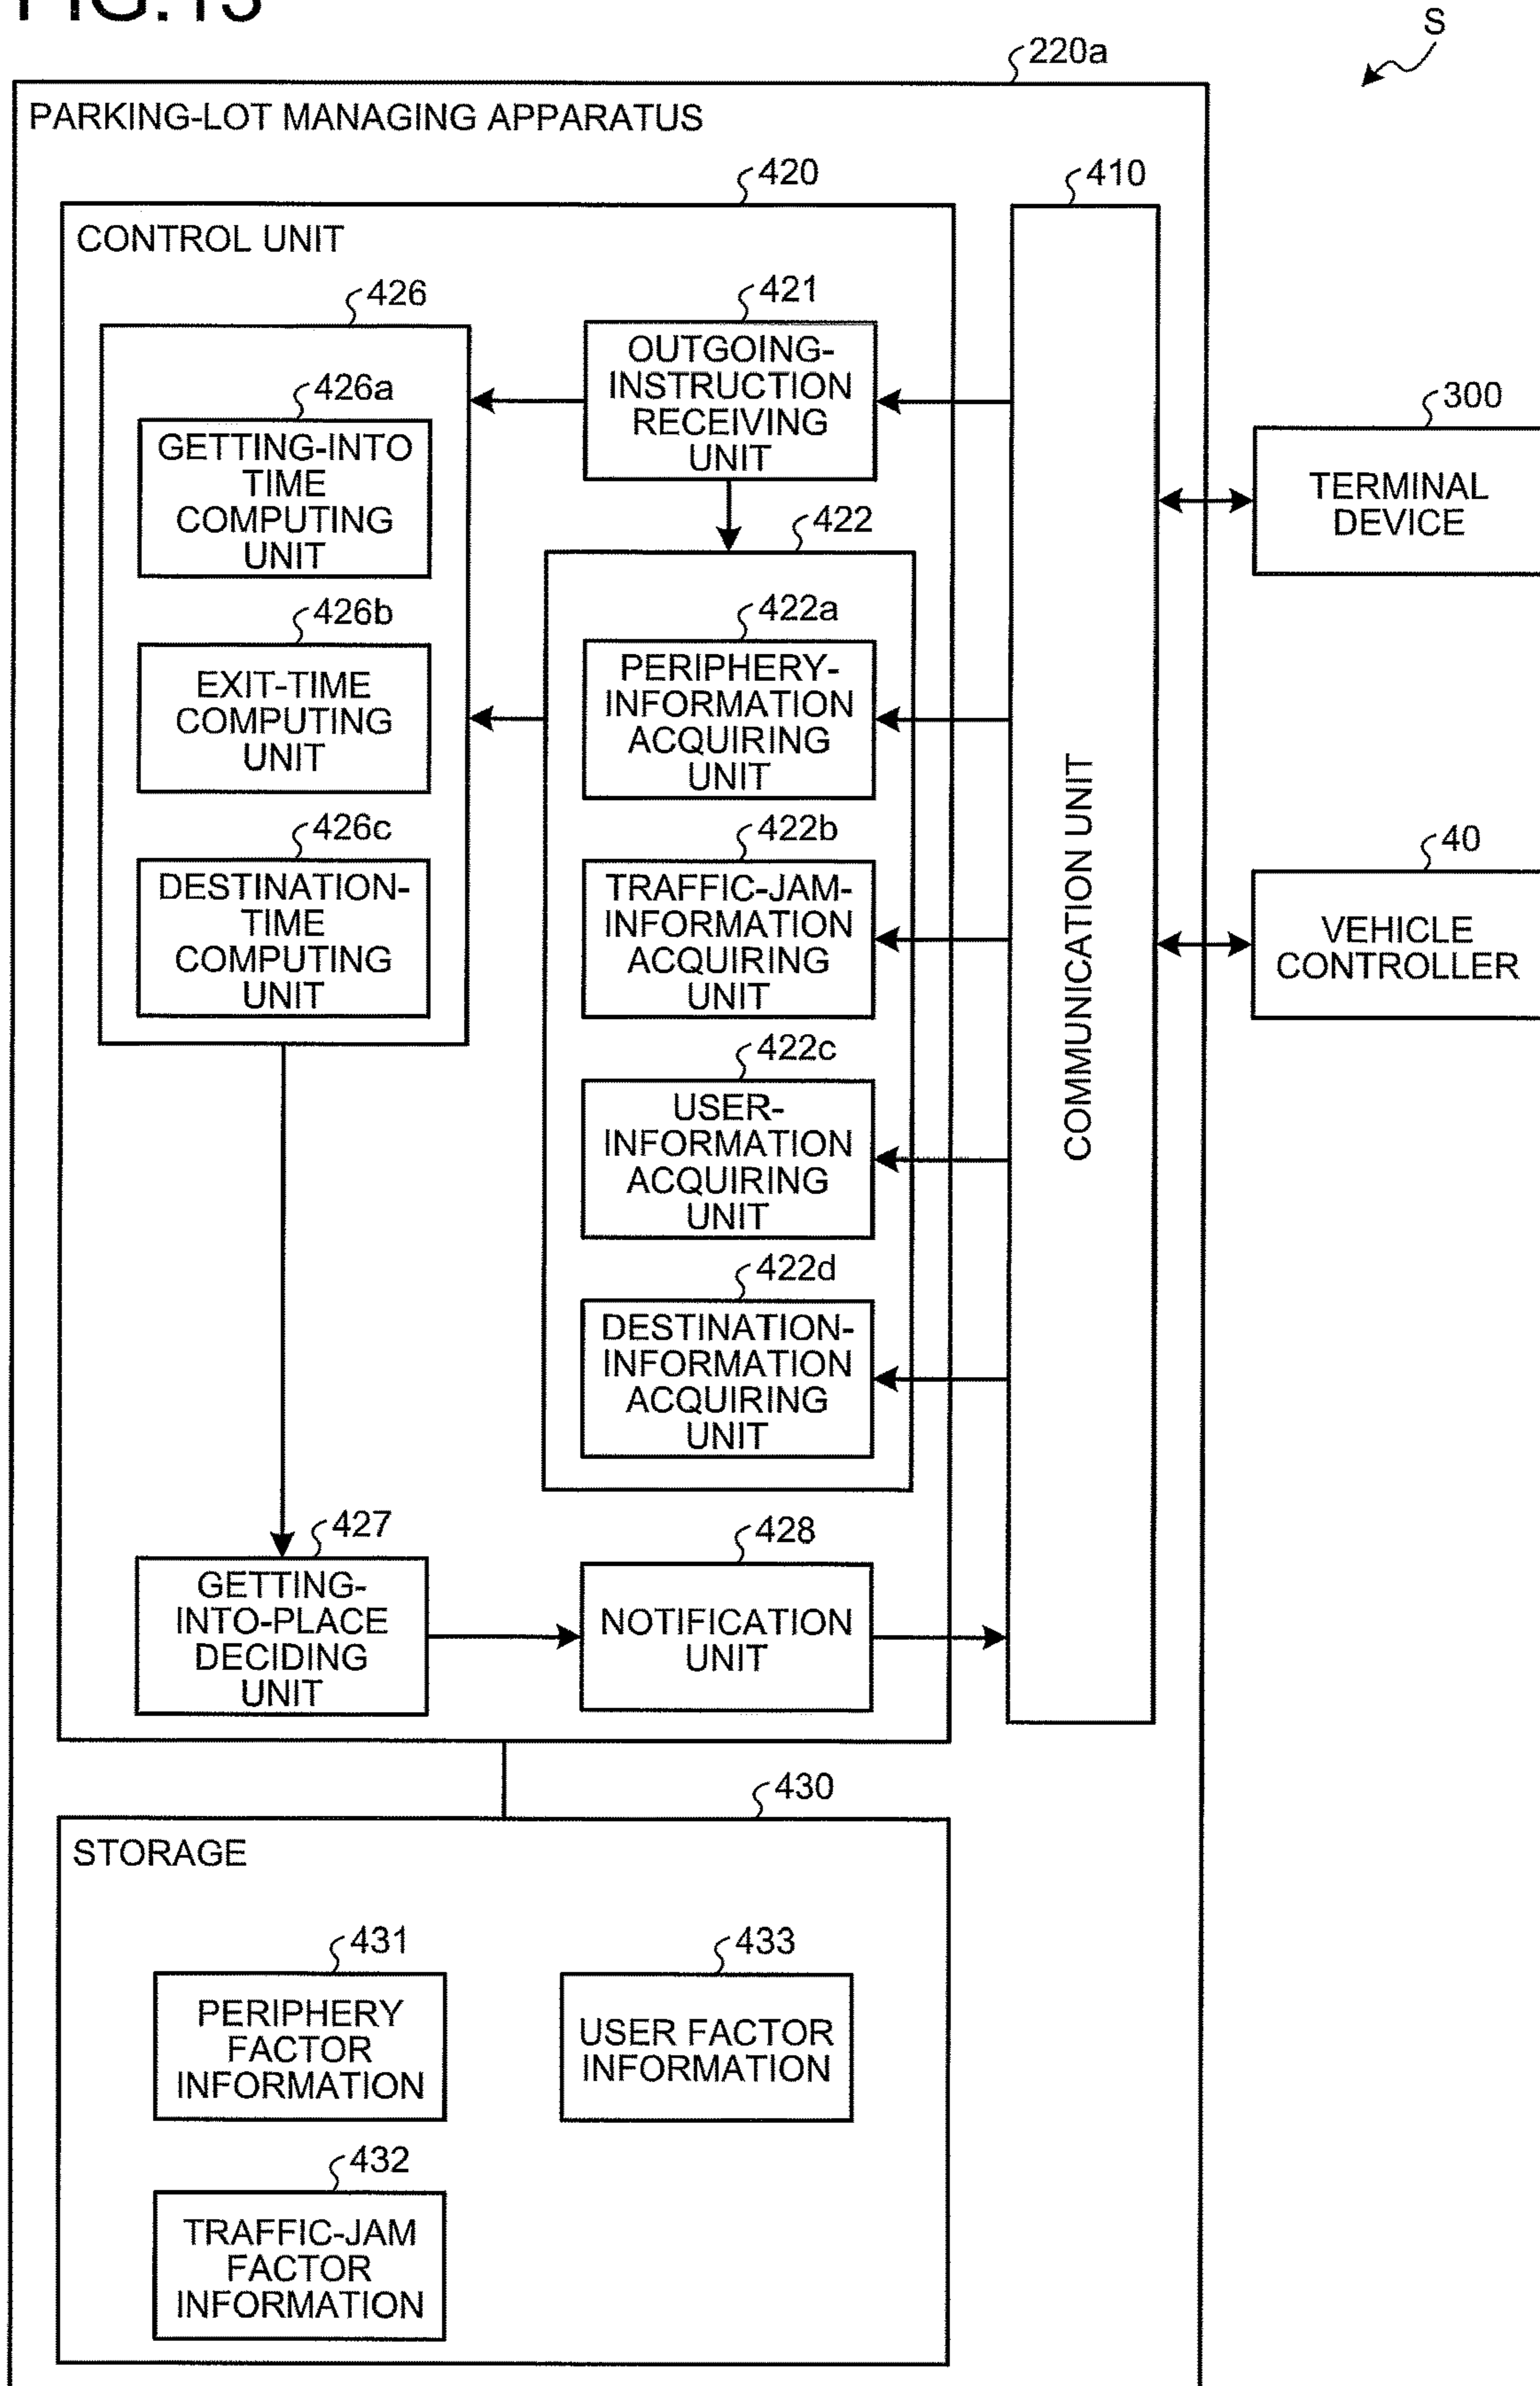 FIG.13
S
220a
PARKING-LOT MANAGING APPARATUS
420
410
CONTROL UNIT
426
421
OUTGOING-
INSTRUCTION
RECEIVING
UNIT
426a
GETTING-INTO
TIME
COMPUTING
UNIT
300
TERMINAL
DEVICE
422
426b
EXIT-TIME
COMPUTING
UNIT
422a
PERIPHERY-
INFORMATION
ACQUIRING
UNIT
COMMUNICATION UNIT
426c
DESTINATION-
TIME
COMPUTING
UNIT
422b
TRAFFIC-JAM-
INFORMATION
ACQUIRING
UNIT
40
VEHICLE
CONTROLLER
422c
USER-
INFORMATION
ACQUIRING
UNIT
422d
DESTINATION-
INFORMATION
ACQUIRING
UNIT
427
GETTING-
INTO-PLACE
DECIDING
UNIT
428
NOTIFICATION
UNIT
430
STORAGE
431
PERIPHERY
FACTOR
INFORMATION
433
USER FACTOR
INFORMATION
432
TRAFFIC-JAM
FACTOR
INFORMATION